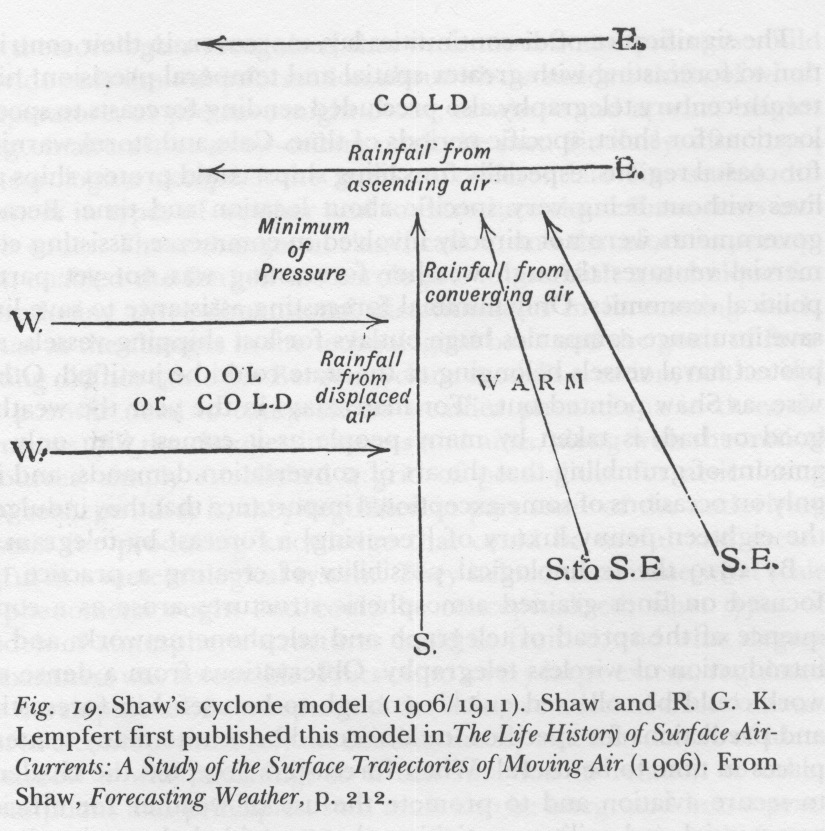 E.
COLD
Rainfall from
E.
ascending air
Minimum
of
Pressure
Rainfall from
converging air
W.
COOL
or COLD
Rainfall
from
displaced
air
WARM
W.
S.to S.E.
S.E.
S.
Fig. 19. Shaw's cyclone model (1906/1911). Shaw and R. G. K.
Lempfert first published this model in The Life History of Surface Air-
Currents: A Study of the Surface Trajectories of Moving Air (1906). From
Shaw, Forecasting Weather, p. 212.